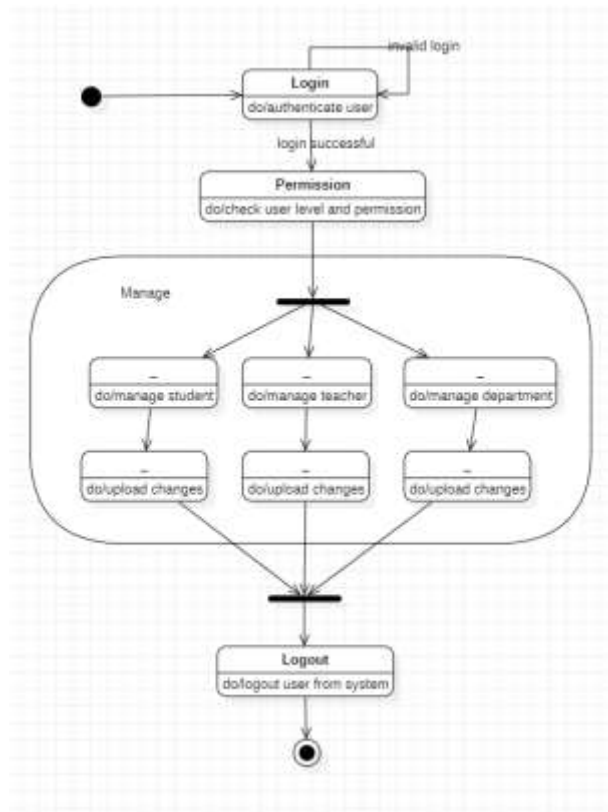 invalid login
Login
do/authenticate user
login successful
Permission
do/check user level and permission
Manage
–
–
–
do/manage student
do/manage teacher
do/manage department
–
–
–
do/upload changes
do/upload changes
do/upload changes
Logout
do/logout user from system